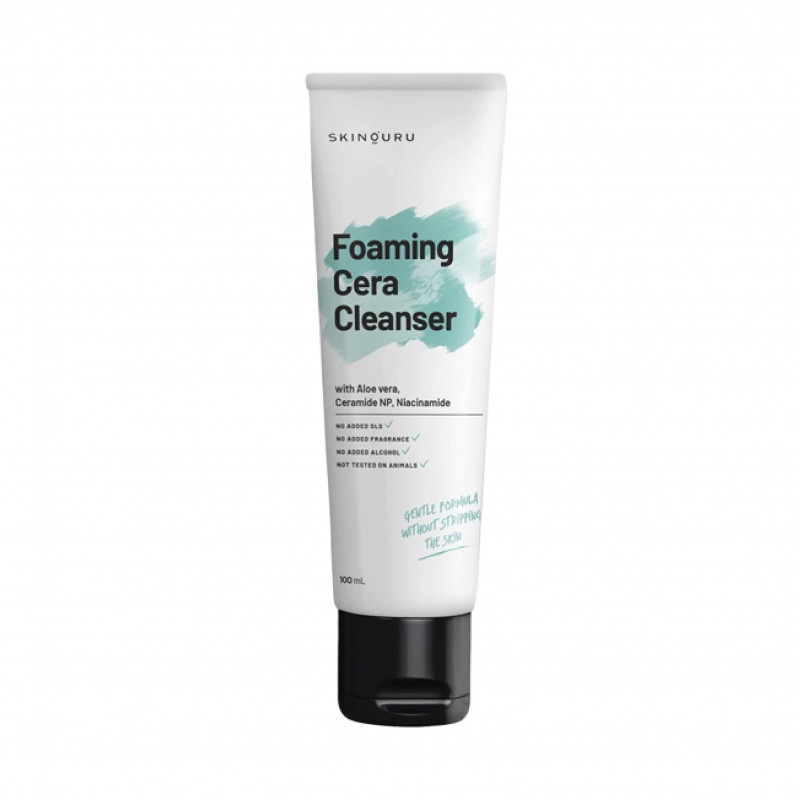 SKINGURU
Foaming
Cera
Cleanser
with Aloe vera,
Ceramide NP, Niacinamide
NO ADDED SLS
NO ADDED FRAGRANCE
NO ADDED ALCOHOL
NOT TESTED ON ANIMALS
GENTLE FORMULA
WITHOUT STRIPPING
THE SKIN
100 mL